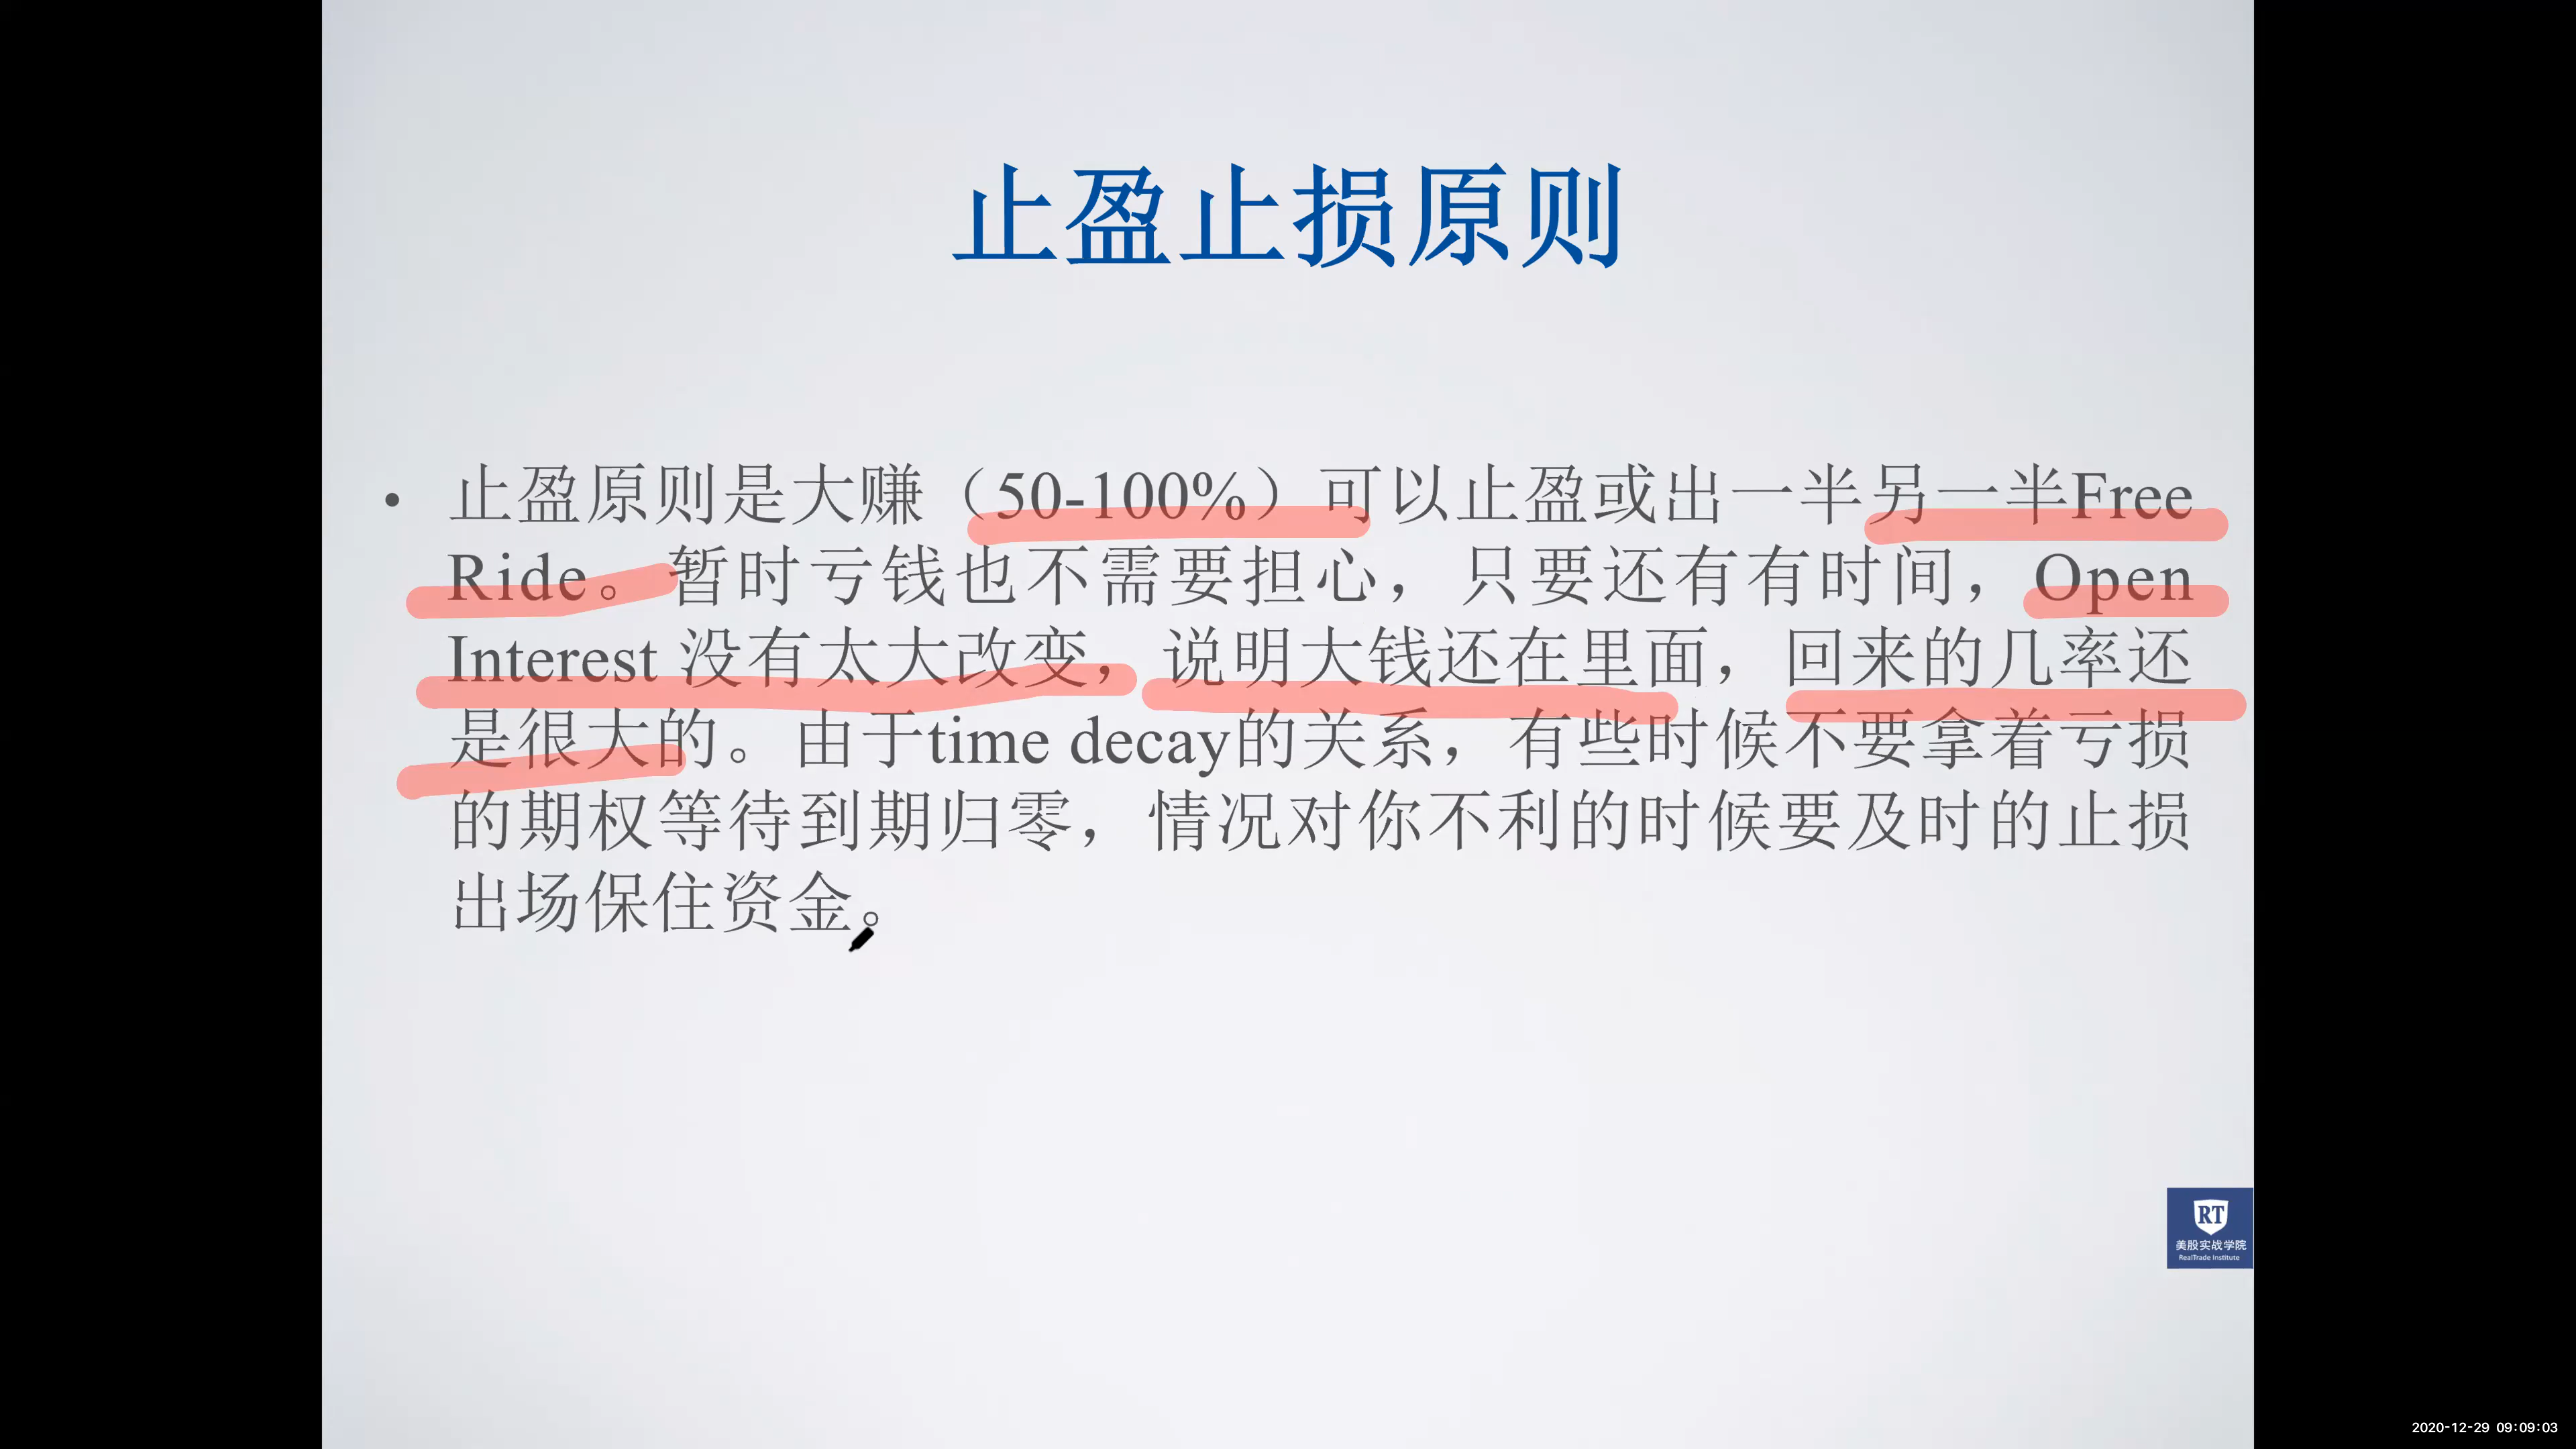 止盈止损原则
• 止盈原则是大赚（50-100%）可以止盈或出一半另一半Free
Ride。暂时亏钱也不需要担心，只要还有有时间，Open
Interest 没有太大改变，说明大钱还在里面，回来的几率还
是很大的。由于time decay的关系，有些时候不要拿着亏损
的期权等待到期归零，情况对你不利的时候要及时的止损
出场保住资金。
RT
美股实战学院
RealTrade Institute
2020-12-29 09:09:03